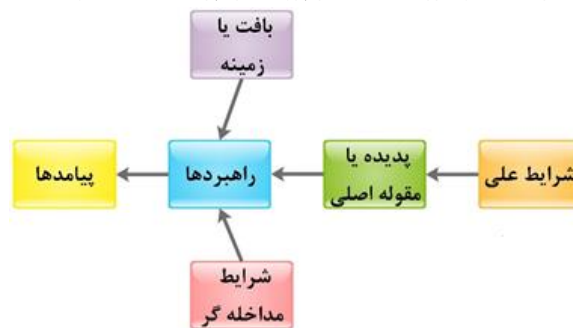 بافت یا
زمینه
شرایط علی
پدیده یا
مقوله اصلی
راهبردها
پیامدها
شرایط
مداخله گر